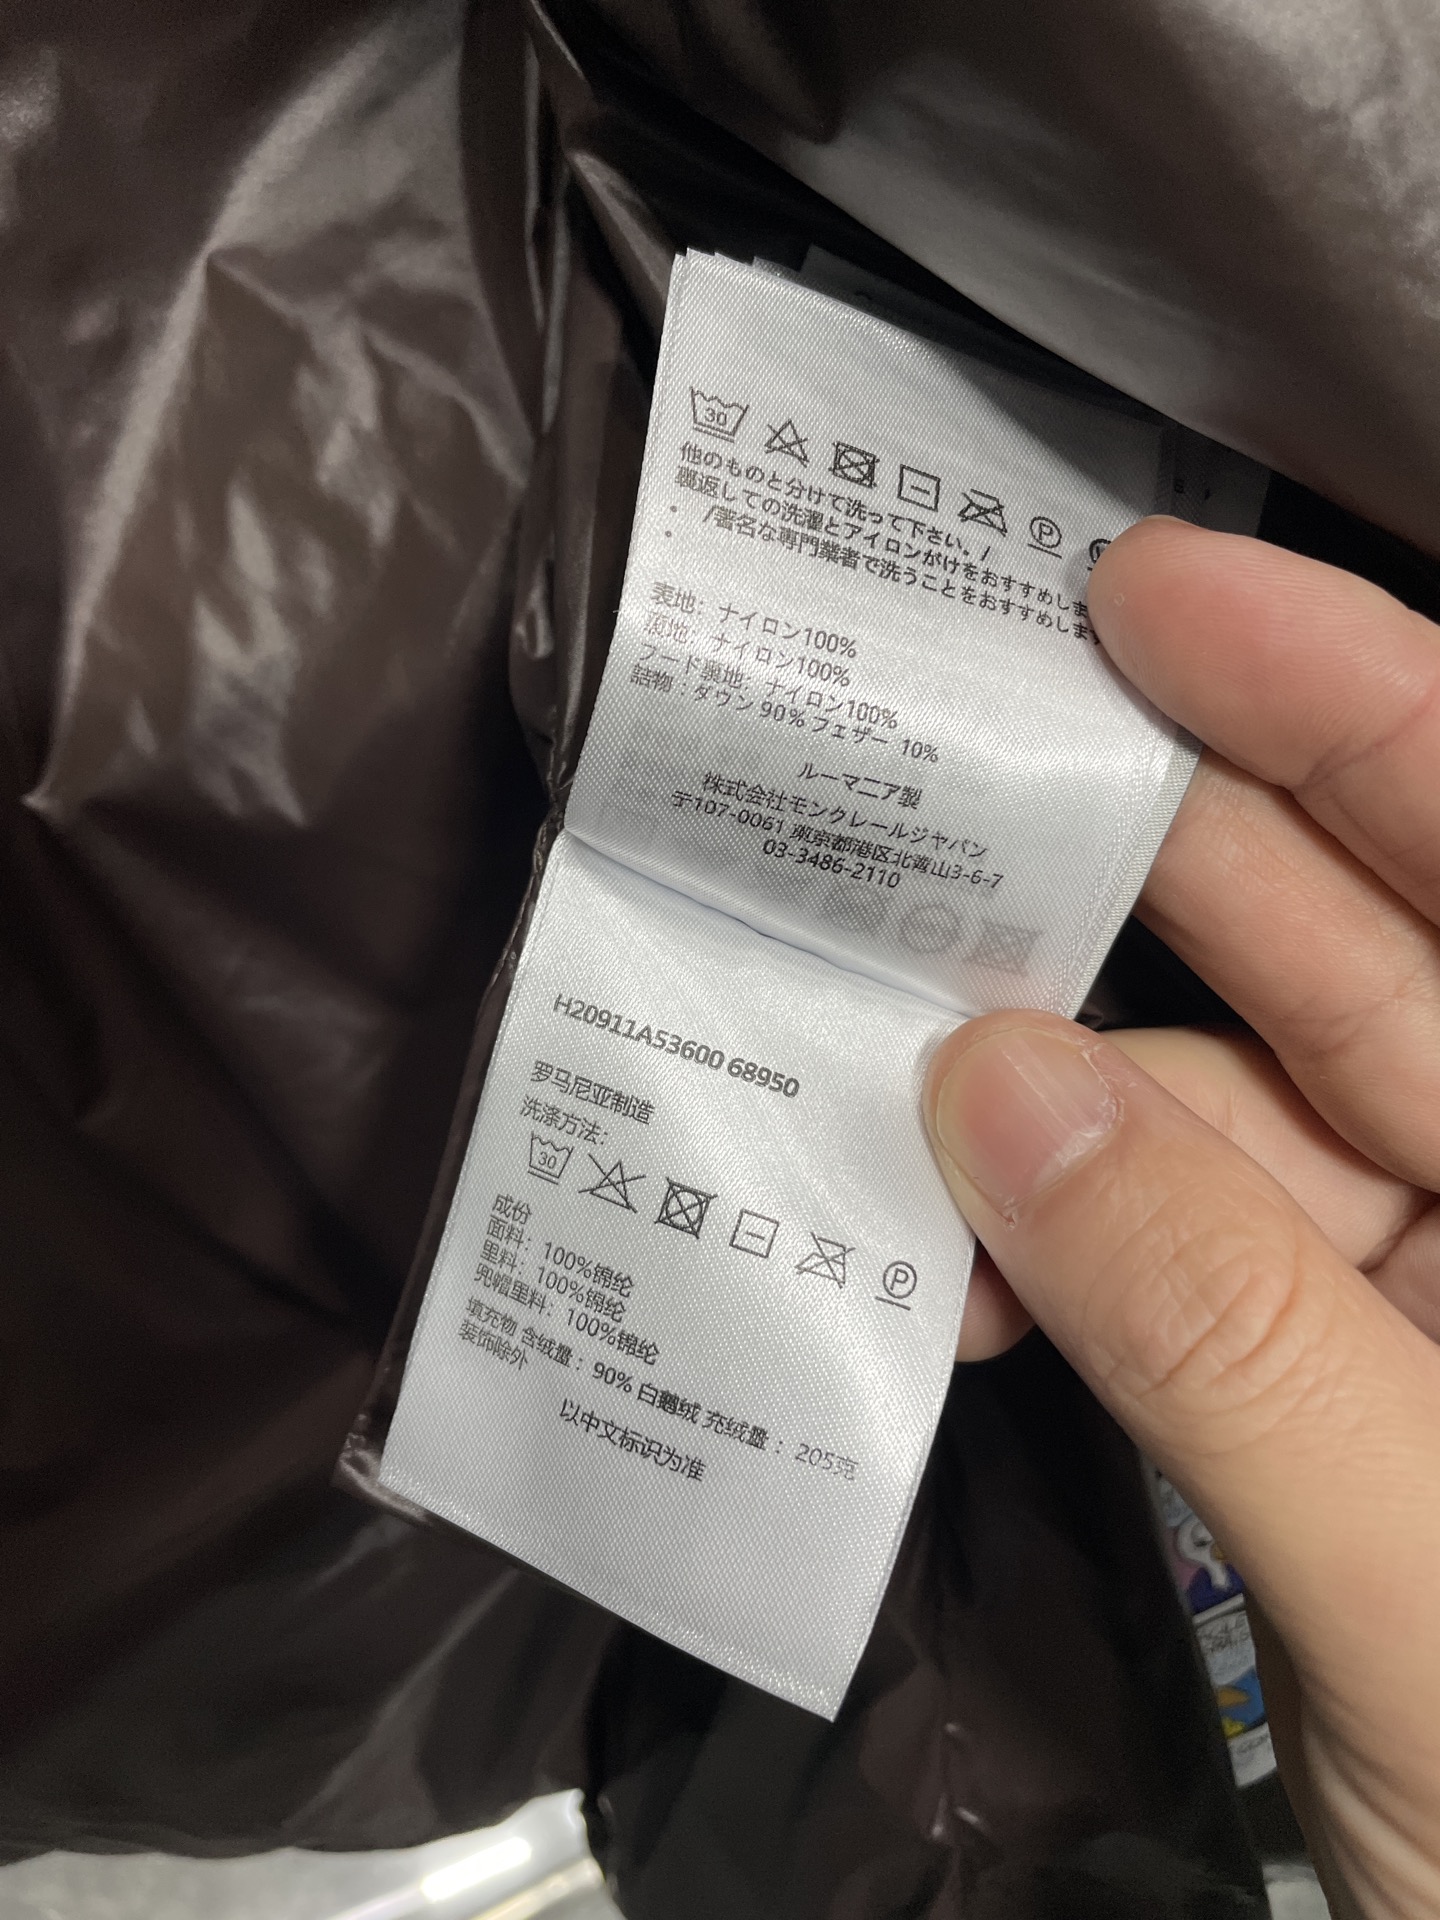 30
P
他のものと分けて洗って下さい。/
裏返しての洗濯とアイロンがけをおすすめしま
・ /著名な専門業者で洗うことをおすすめします
・
表地: ナイロン100%
裏地: ナイロン100%
フード裏地: ナイロン100%
詰物:ダウン 90% フェザー 10%
ルーマニア製
株式会社モンクレールジャパン
〒107-0061 東京都港区北青山3-6-7
03-3486-2110
H20911A53600 68950
罗马尼亚制造
洗涤方法:
30
P
成份
面料: 100%锦纶
里料: 100%锦纶
兜帽里料: 100%锦纶
填充物 含绒量: 90% 白鹅绒 充绒量: 205克
装饰除外
以中文标识为准